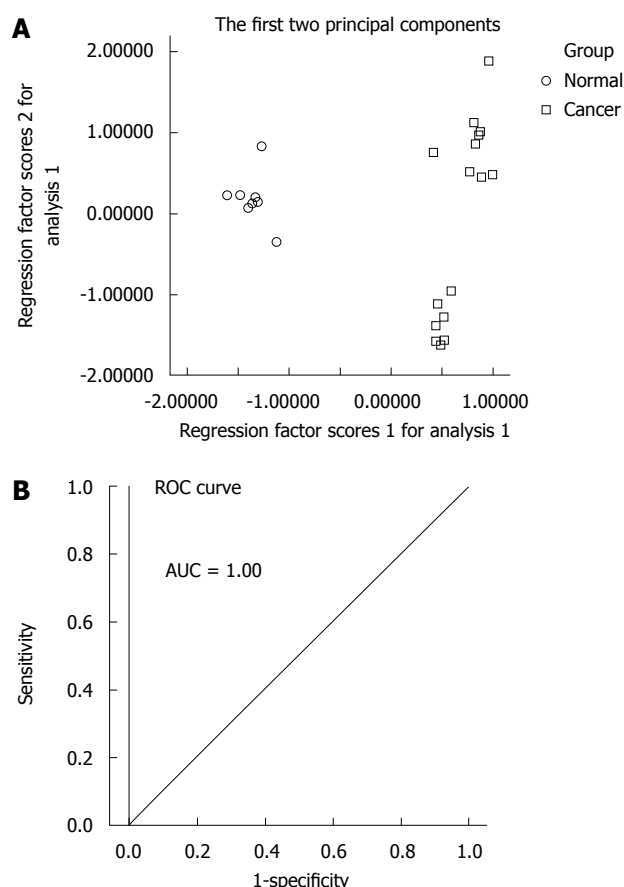 A
The first two principal components
Group
Normal
Cancer
Regression factor scores 2 for
analysis 1
2.00000
1.00000
0.00000
-1.00000
-2.00000
-2.00000 -1.00000 0.00000 1.00000
Regression factor scores 1 for analysis 1
B
ROC curve
AUC = 1.00
Sensitivity
1.0
0.8
0.6
0.4
0.2
0.0
0.0 0.2 0.4 0.6 0.8 1.0
1-specificity